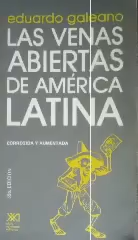 eduardo galeano
LAS VENAS
ABIERTAS
DE AMÉRICA
LATINA
CORREGIDA Y AUMENTADA